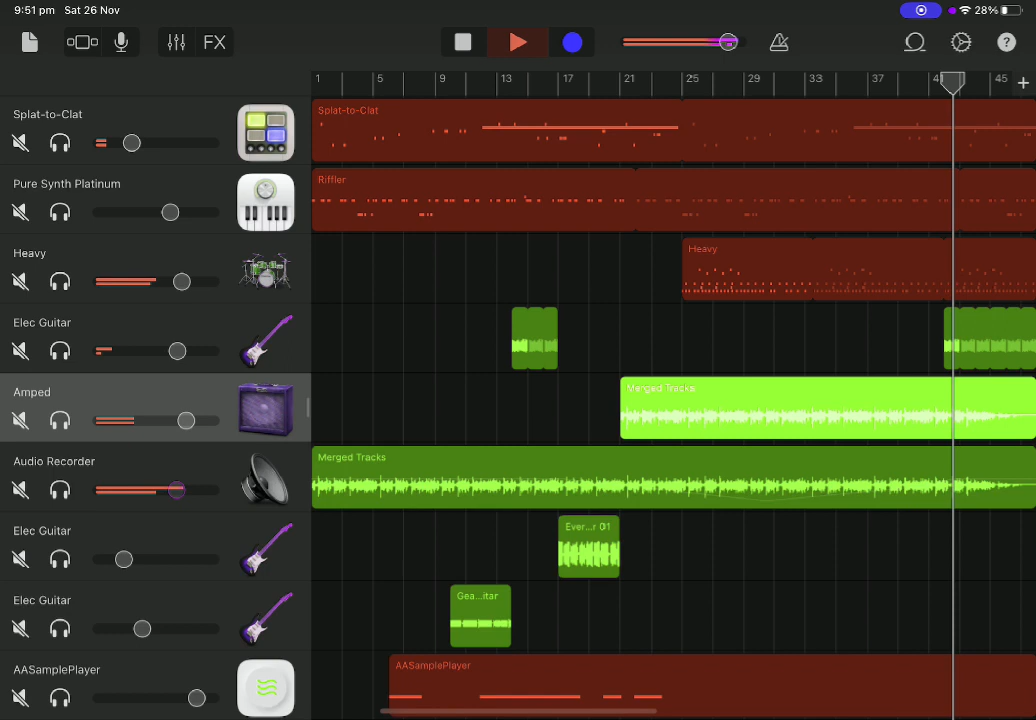 9:51 pm Sat 26 Nov
28%
FX
1 5 9 13 17 21 25 29 33 37 41 45 +
Splat-to-Clat
Splat-to-Clat
Pure Synth Platinum
Riffler
Heavy
Heavy
Elec Guitar
Amped
Merged Tracks
Audio Recorder
Merged Tracks
Elec Guitar
Ever...r 01
Elec Guitar
Gea...itar
AASamplePlayer
AASamplePlayer